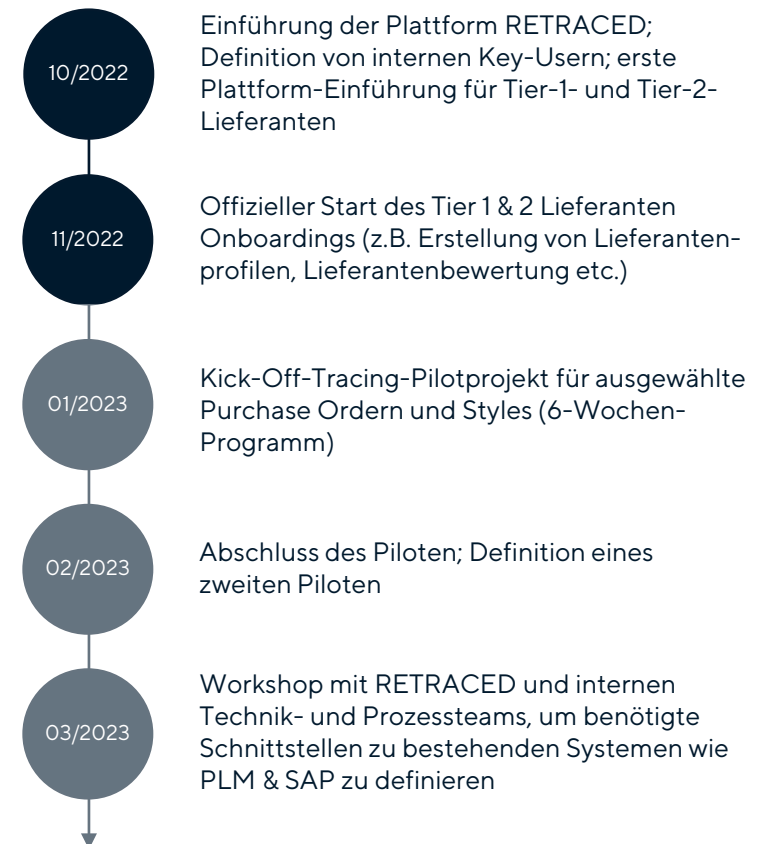 10/2022
Einführung der Plattform RETRACED;
Definition von internen Key-Usern; erste
Plattform-Einführung für Tier-1- und Tier-2-
Lieferanten
11/2022
Offizieller Start des Tier 1 & 2 Lieferanten
Onboardings (z.B. Erstellung von Lieferanten-
profilen, Lieferantenbewertung etc.)
01/2023
Kick-Off-Tracing-Pilotprojekt für ausgewählte
Purchase Ordern und Styles (6-Wochen-
Programm)
02/2023
Abschluss des Piloten; Definition eines
zweiten Piloten
03/2023
Workshop mit RETRACED und internen
Technik- und Prozessteams, um benötigte
Schnittstellen zu bestehenden Systemen wie
PLM & SAP zu definieren